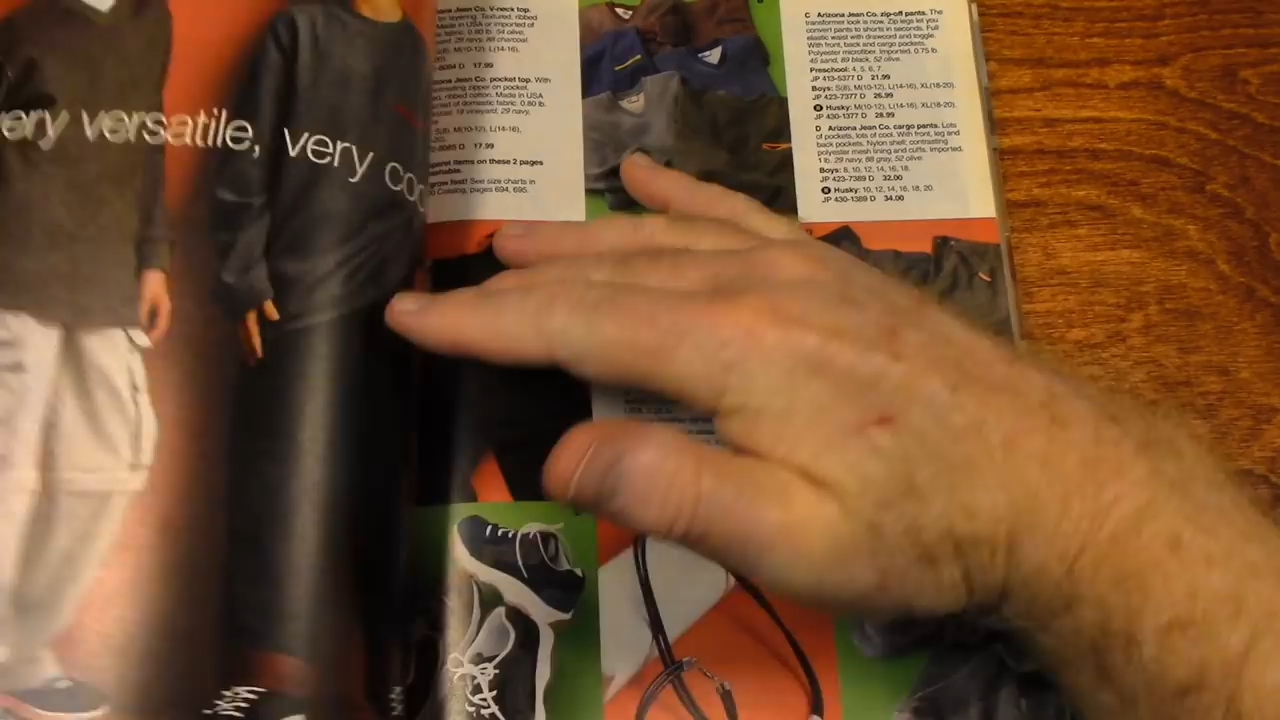 very versatile, very coo
Jean Co. V-neck top.
for layering. Textured, ribbed
Made in USA or imported of
fabric. 0.80 lb. 54 olive,
29 navy, 88 charcoal.
M(10-12), L(14-16),
17.99
Jean Co. pocket top. With
zipper on pocket,
ribbed cotton. Made in USA
of domestic fabric. 0.80 lb.
19 vineyard, 29 navy,
S(8), M(10-12), L(14-16),
17.99
items on these 2 pages
grow fast! See size charts in
Catalog, pages 694, 695.
C Arizona Jean Co. zip-off pants. The
transformer look is now. Zip legs let you
convert pants to shorts in seconds. Full
elastic waist with drawcord and toggle.
With front, back and cargo pockets.
Polyester microfiber. Imported. 0.75 lb.
45 sand, 89 black, 52 olive.
Preschool: 4, 5, 6, 7.
JP 413-5377 D 21.99
Boys: S(8), M(10-12), L(14-16), XL(18-20).
JP 423-7377 D 26.99
Husky: M(10-12), L(14-16), XL(18-20).
JP 430-1377 D 28.99
D Arizona Jean Co. cargo pants. Lots
of pockets, lots of cool. With front, leg and
back pockets. Nylon shell; contrasting
polyester mesh lining and cuffs. Imported.
1 lb. 29 navy, 88 gray, 52 olive.
Boys: 8, 10, 12, 14, 16, 18.
JP 423-7389 D 32.00
Husky: 10, 12, 14, 16, 18, 20.
JP 430-1389 D 34.00